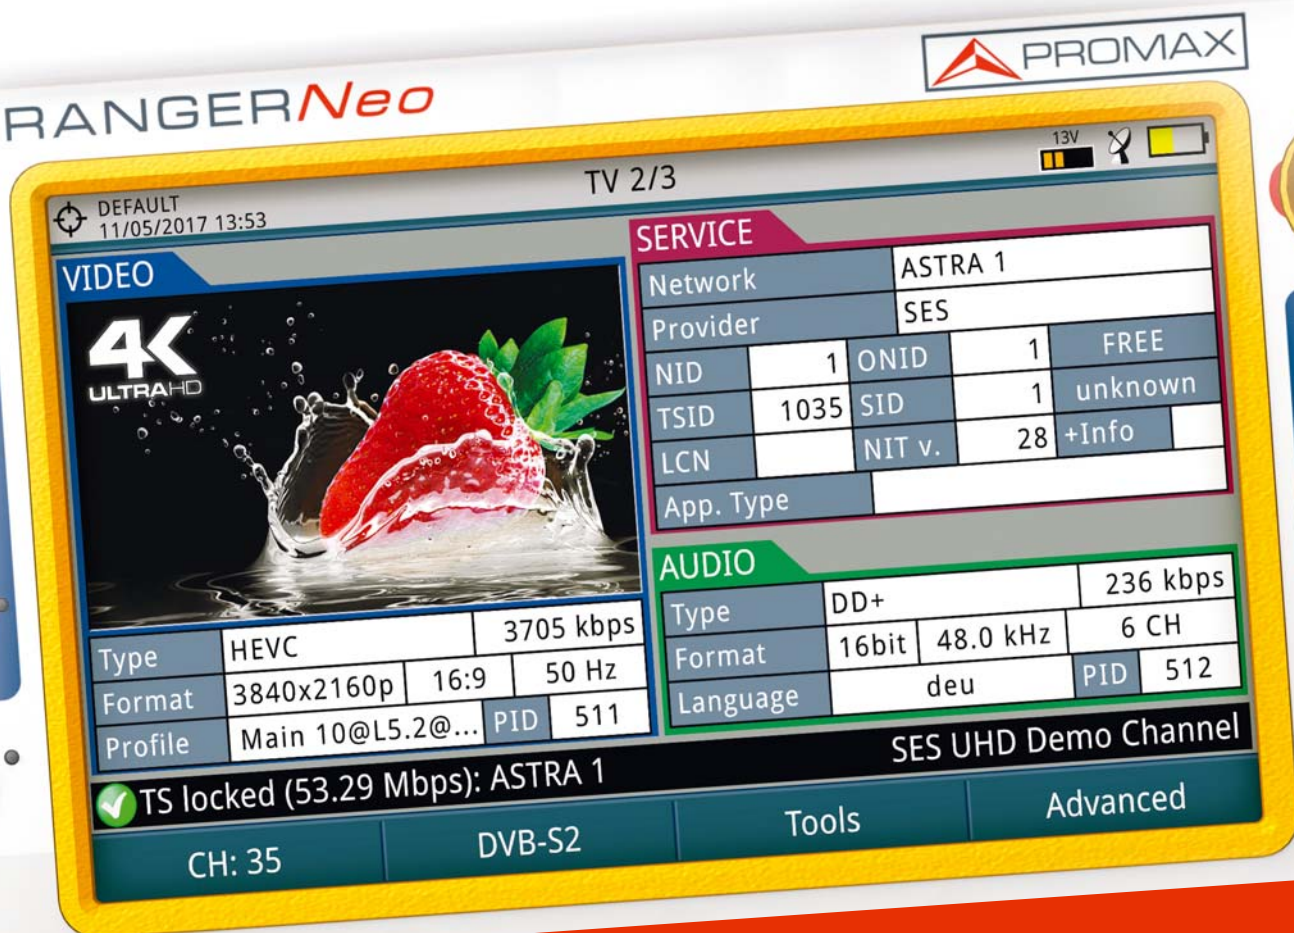 RANGERNeo
PROMAX
DEFAULT
11/05/2017 13:53
TV 2/3
13V
VIDEO
4K
ULTRAHD
Type HEVC 3705 kbps
Format 3840x2160p 16:9 50 Hz
Profile Main 10@L5.2@... PID 511
SERVICE
Network ASTRA 1
Provider SES
NID 1 ONID 1 FREE
TSID 1035 SID 1 unknown
LCN NIT v. 28 +Info
App. Type
AUDIO
Type DD+ 236 kbps
Format 16bit 48.0 kHz 6 CH
Language deu PID 512
TS locked (53.29 Mbps): ASTRA 1 SES UHD Demo Channel
CH: 35 DVB-S2 Tools Advanced